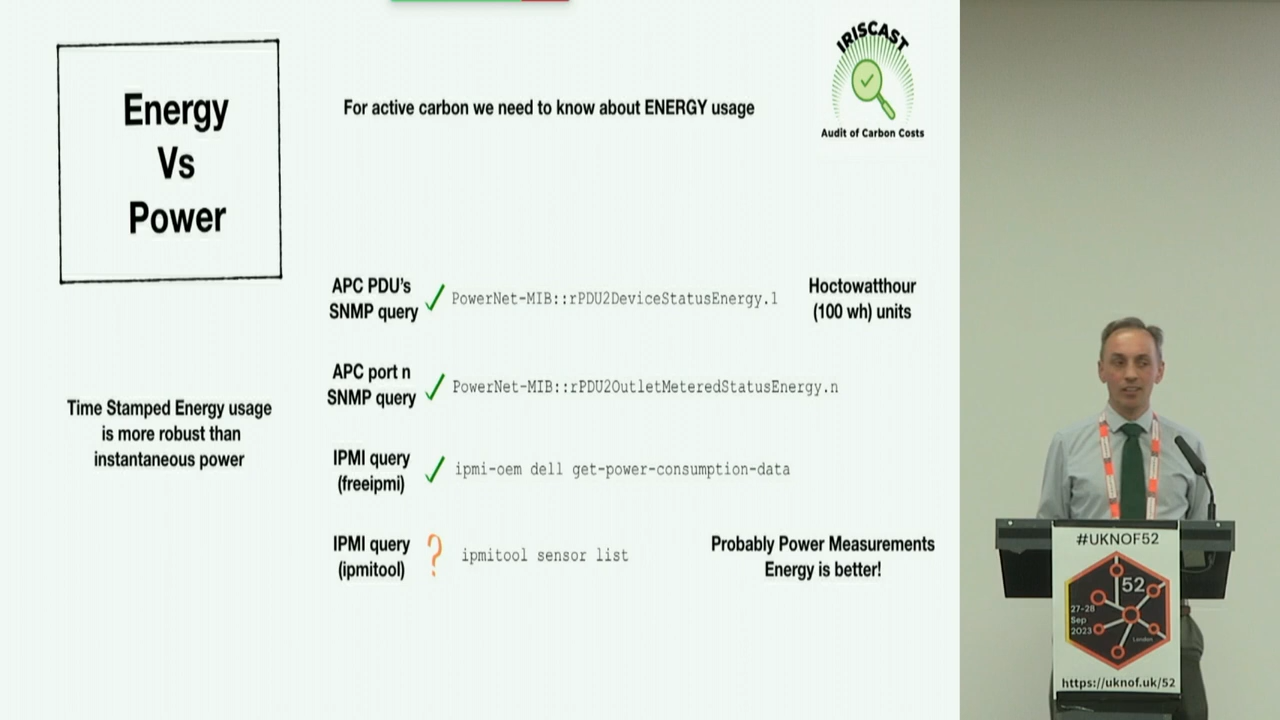 Energy
Vs
Power
For active carbon we need to know about ENERGY usage
IRISCAST
Audit of Carbon Costs
APC PDU's
SNMP query
PowerNet-MIB::rPDU2DeviceStatusEnergy.1
Hoctowatthour
(100 wh) units
APC port n
SNMP query
PowerNet-MIB::rPDU2OutletMeteredStatusEnergy.n
Time Stamped Energy usage
is more robust than
instantaneous power
IPMI query
(freeipmi)
ipmi-oem dell get-power-consumption-data
IPMI query
(ipmitool)
?
ipmitool sensor list
Probably Power Measurements
Energy is better!
#UKNOF52
52
27-28
Sep
2023
London
https://uknof.uk/52